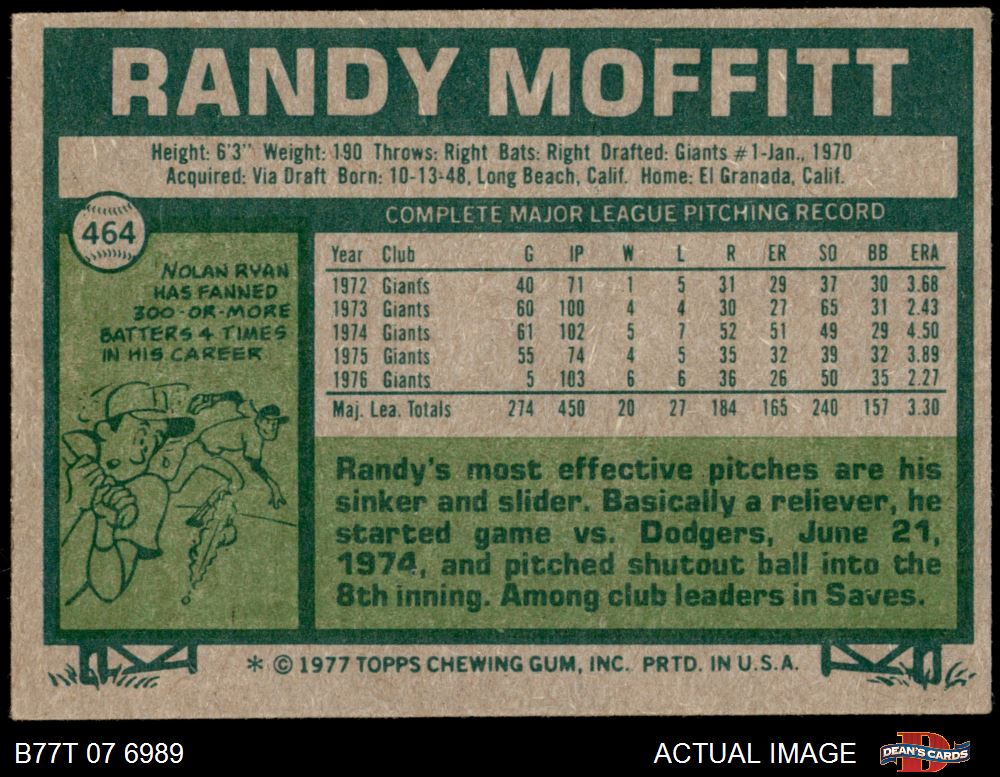 RANDY MOFFITT
Height: 6'3" Weight: 190 Throws: Right Bats: Right Drafted: Giants #1-Jan., 1970
Acquired: Via Draft Born: 10-13-48, Long Beach, Calif. Home: El Granada, Calif.
464
NOLAN RYAN
HAS FANNED
300-OR-MORE
BATTERS 4 TIMES
IN HIS CAREER
COMPLETE MAJOR LEAGUE PITCHING RECORD
Year Club G IP W L R ER SO BB ERA
1972 Giants 40 71 1 5 31 29 37 30 3.68
1973 Giants 60 100 4 4 30 27 65 31 2.43
1974 Giants 61 102 5 7 52 51 49 29 4.50
1975 Giants 55 74 4 5 35 32 39 32 3.89
1976 Giants 5 103 6 6 36 26 50 35 2.27
Maj. Lea. Totals 274 450 20 27 184 165 240 157 3.30
Randy's most effective pitches are his
sinker and slider. Basically a reliever, he
started game vs. Dodgers, June 21,
1974, and pitched shutout ball into the
8th inning. Among club leaders in Saves.
* © 1977 TOPPS CHEWING GUM, INC. PRTD. IN U.S.A.
B77T 07 6989
ACTUAL IMAGE
DEAN'S CARDS